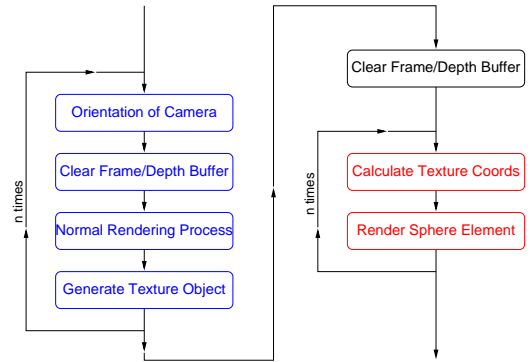 Orientation of Camera
Clear Frame/Depth Buffer
Normal Rendering Process
Generate Texture Object
n times
Clear Frame/Depth Buffer
Calculate Texture Coords
Render Sphere Element
n times